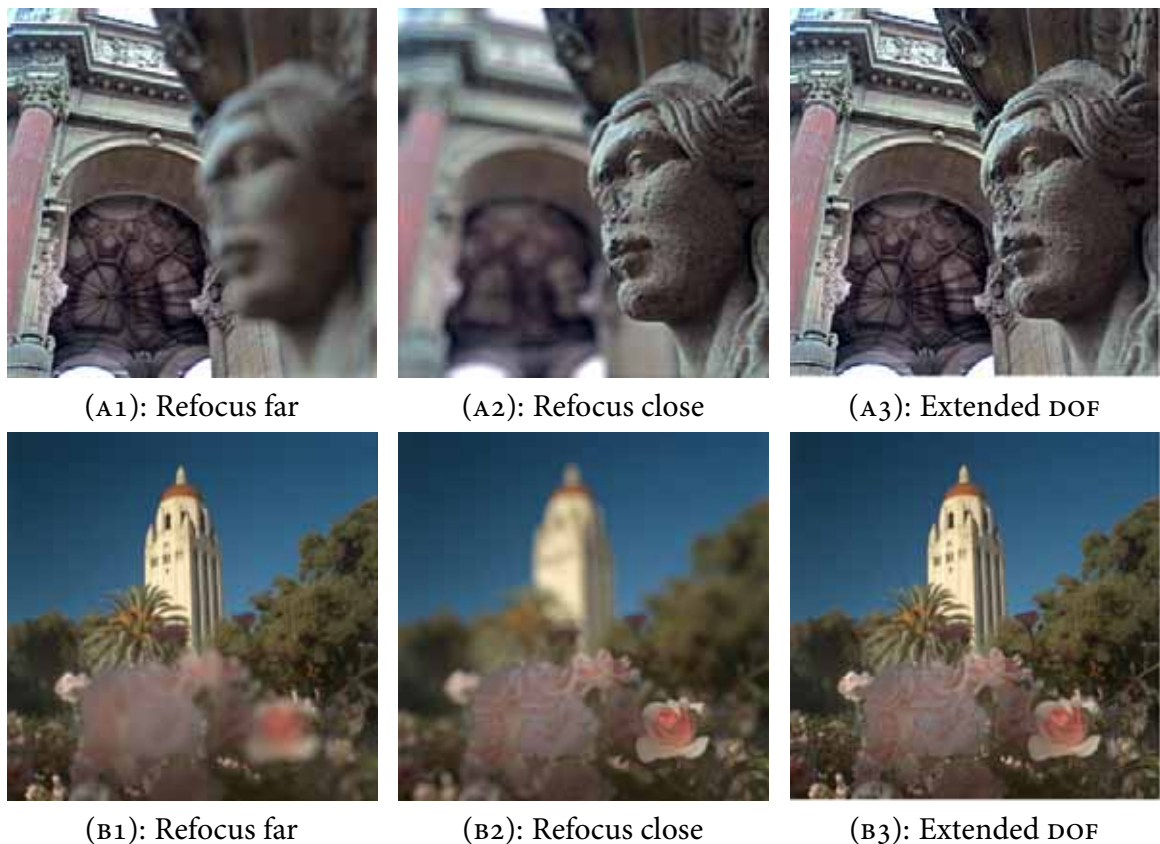 (A1): Refocus far
(A2): Refocus close
(A3): Extended DOF
(B1): Refocus far
(B2): Refocus close
(B3): Extended DOF